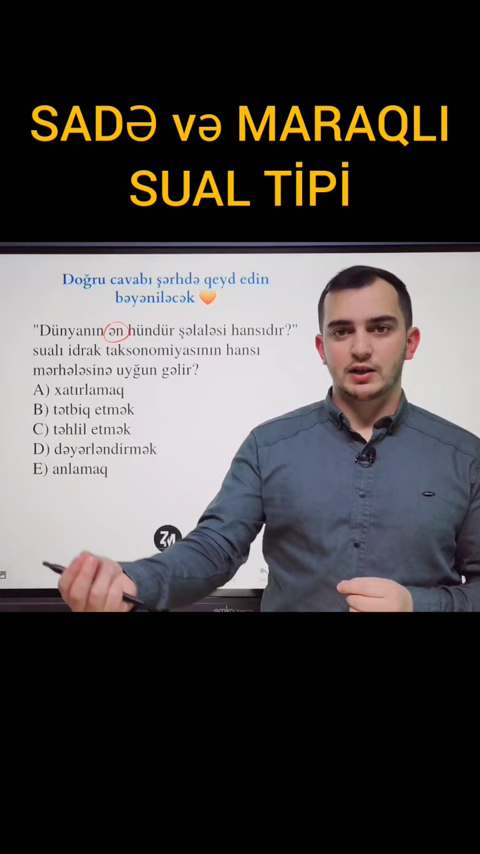 SADƏ və MARAQLI
SUAL TİPİ
Doğru cavabı şərhdə qeyd edin
bəyəniləcək 🧡
"Dünyanın ən hündür şəlaləsi hansıdır?"
sualı idrak taksonomiyasının hansı
mərhələsinə uyğun gəlir?
A) xatırlamaq
B) tətbiq etmək
C) təhlil etmək
D) dəyərləndirmək
E) anlamaq
ZM